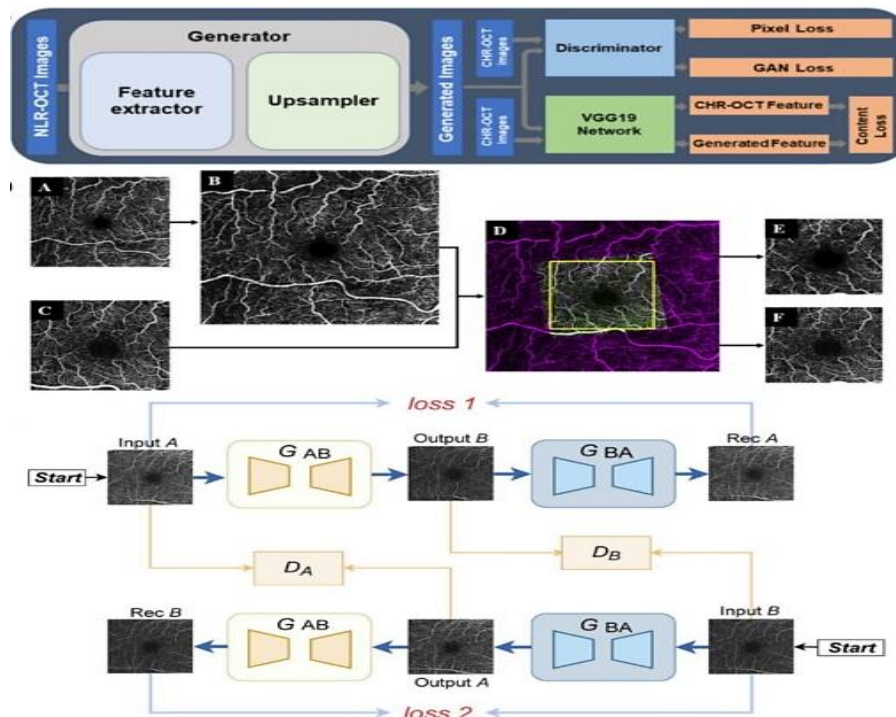 NLR-OCT Images
Generator
Feature
extractor
Upsampler
Generated Images
CHR-OCT
images
CHR-OCT
images
Discriminator
VGG19
Network
Pixel Loss
GAN Loss
CHR-OCT Feature
Generated Feature
Content
Loss
A
B
C
D
E
F
loss 1
Input A
G AB
Output B
G BA
Rec A
Start
D A
D B
Rec B
G AB
Output A
G BA
Input B
Start
loss 2